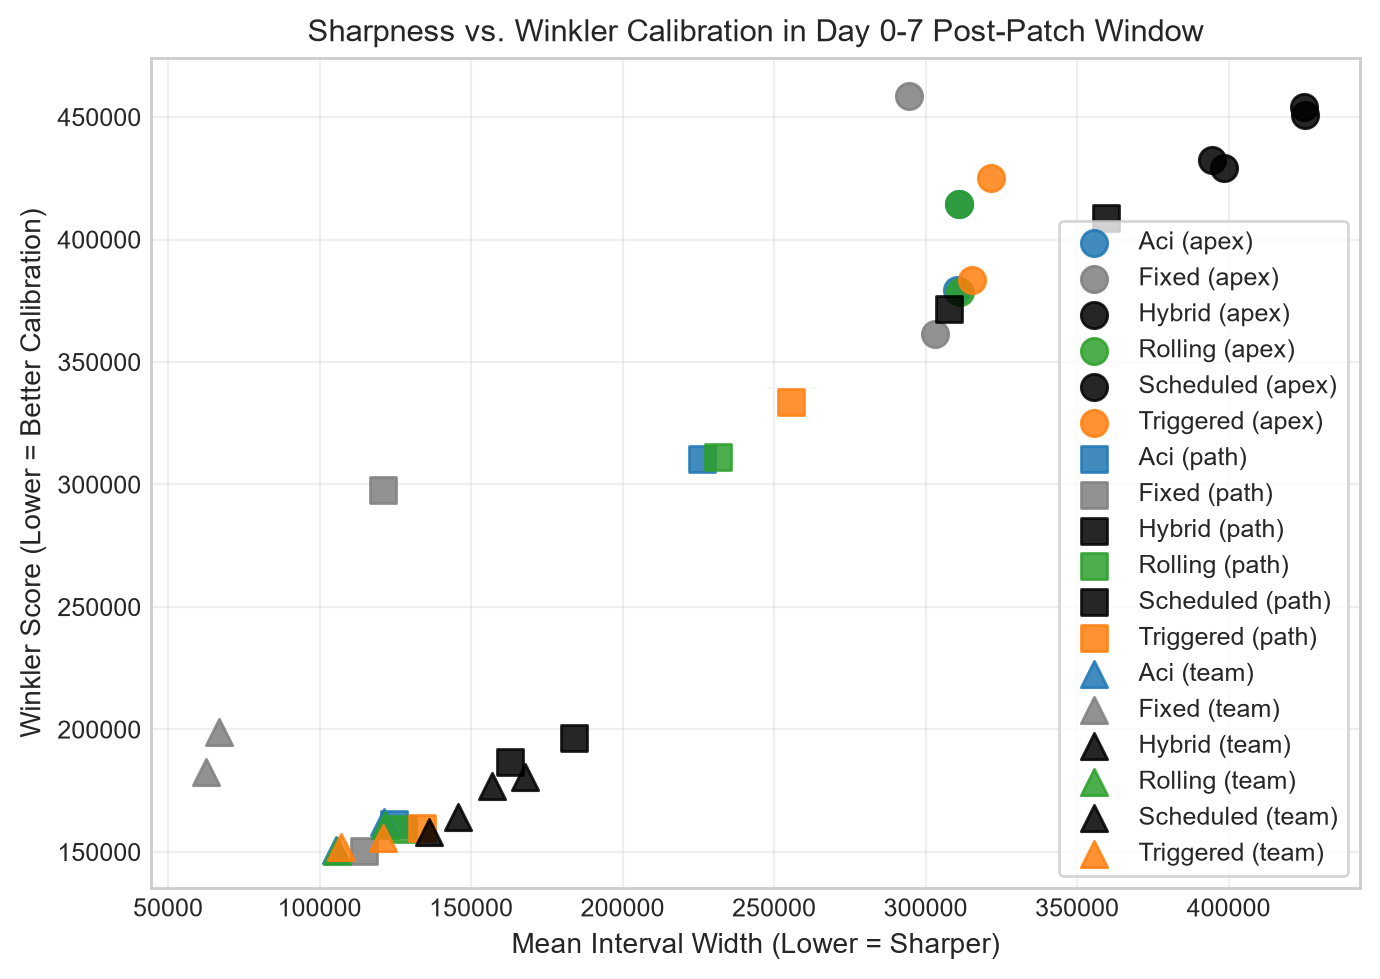 Sharpness vs. Winkler Calibration in Day 0-7 Post-Patch Window
Winkler Score (Lower = Better Calibration)
450000
400000
350000
300000
250000
200000
150000
Aci (apex)
Fixed (apex)
Hybrid (apex)
Rolling (apex)
Scheduled (apex)
Triggered (apex)
Aci (path)
Fixed (path)
Hybrid (path)
Rolling (path)
Scheduled (path)
Triggered (path)
Aci (team)
Fixed (team)
Hybrid (team)
Rolling (team)
Scheduled (team)
Triggered (team)
50000 100000 150000 200000 250000 300000 350000 400000
Mean Interval Width (Lower = Sharper)